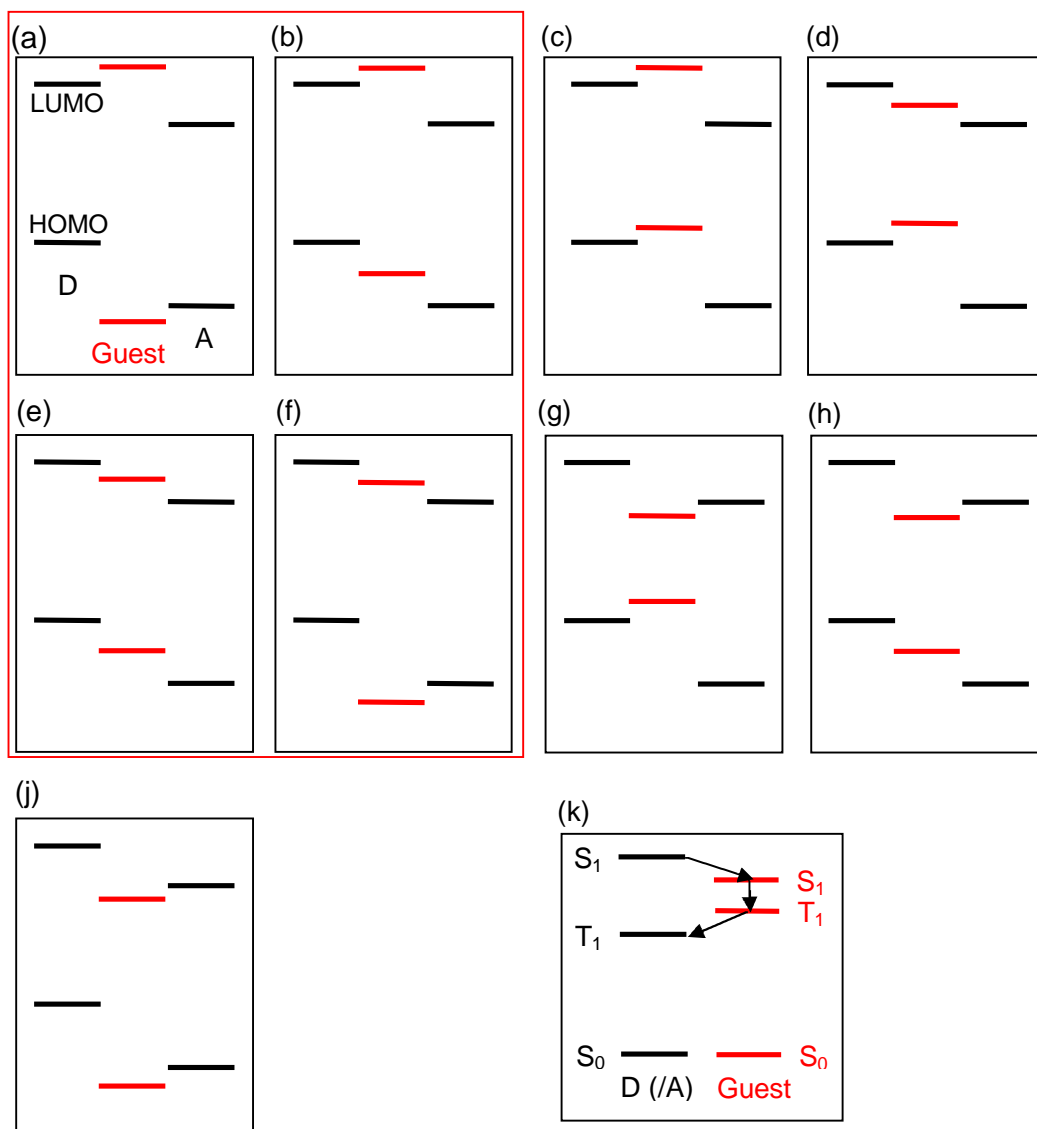 (a)
(b)
(c)
(d)
LUMO
HOMO
D
A
Guest
(e)
(f)
(g)
(h)
(j)
(k)
S₁
S₁
T₁
T₁
S₀
S₀
D (/A)
Guest